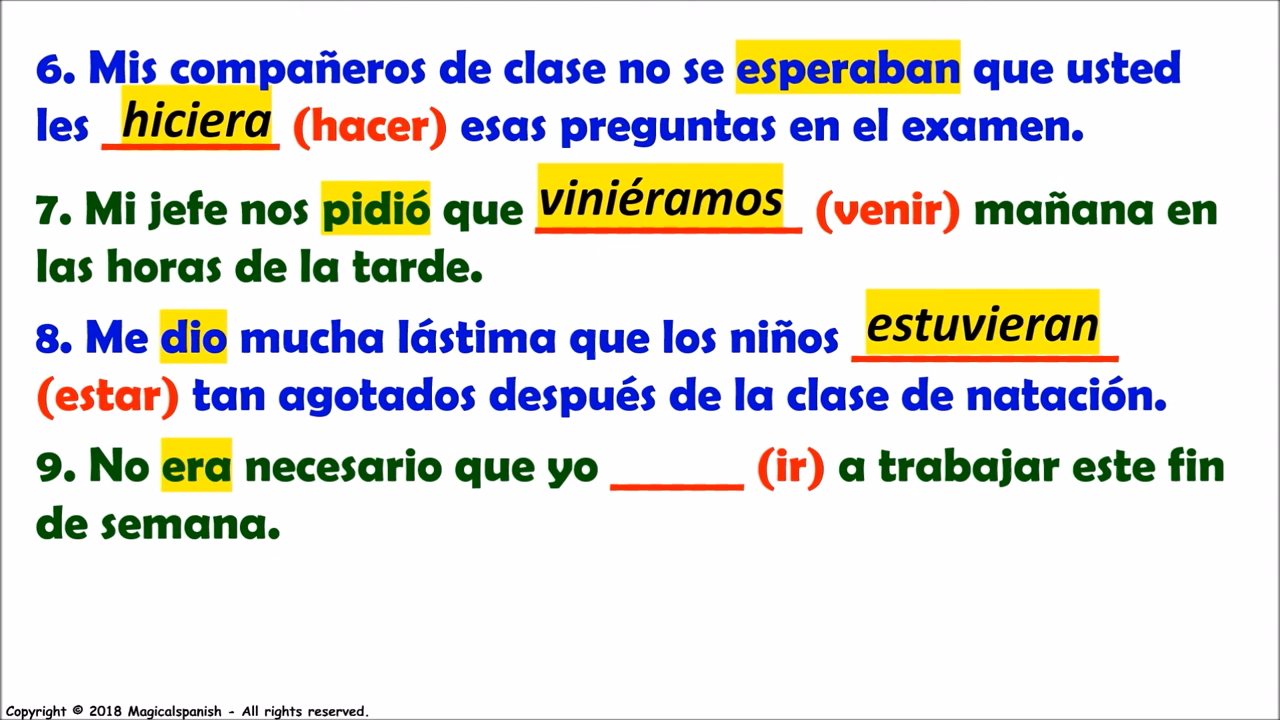 6. Mis compañeros de clase no se esperaban que usted
les hiciera (hacer) esas preguntas en el examen.
7. Mi jefe nos pidió que viniéramos (venir) mañana en
las horas de la tarde.
8. Me dio mucha lástima que los niños estuvieran
(estar) tan agotados después de la clase de natación.
9. No era necesario que yo ______ (ir) a trabajar este fin
de semana.
Copyright © 2018 Magicalspanish - All rights reserved.